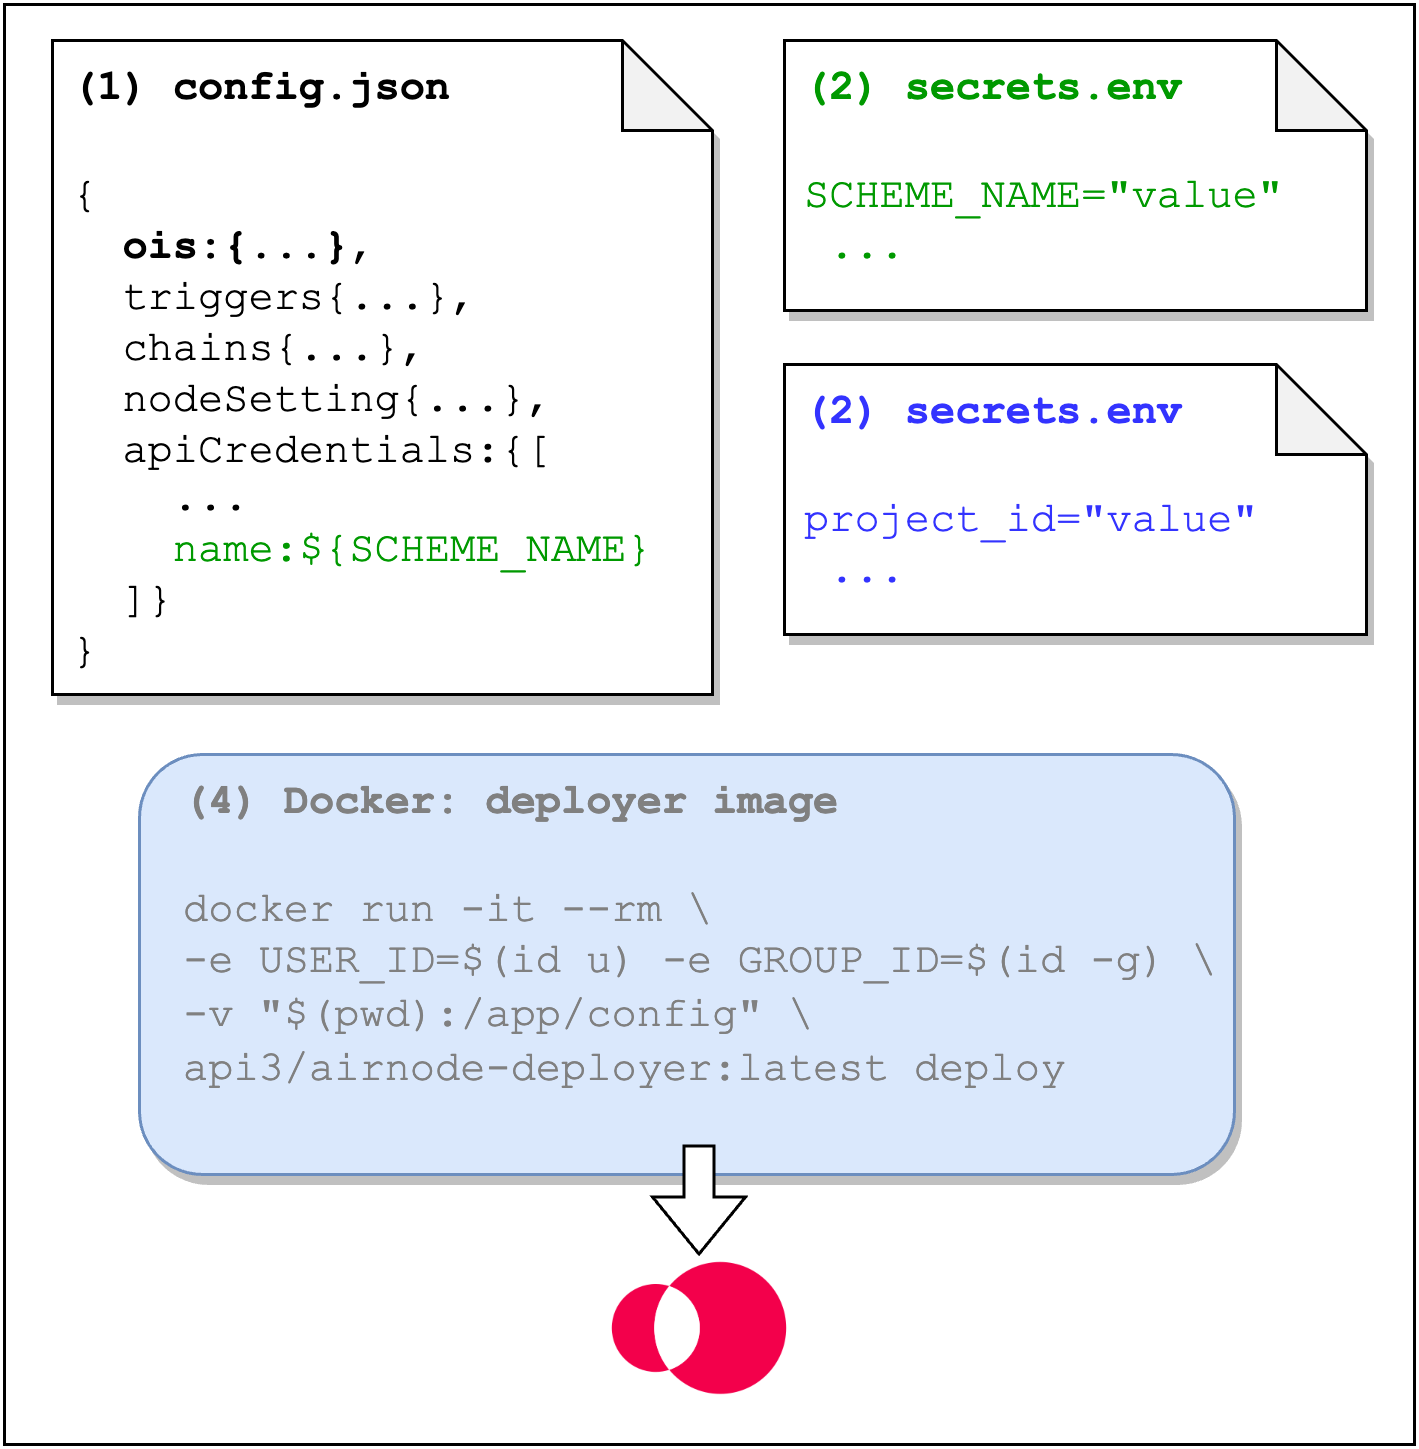 (1) config.json
{
ois:{...},
triggers{...},
chains{...},
nodeSetting{...},
apiCredentials:{[
...
name:${SCHEME_NAME}
]}
}
(2) secrets.env
SCHEME_NAME="value"
...
(2) secrets.env
project_id="value"
...
(4) Docker: deployer image
docker run -it --rm \
-e USER_ID=$(id u) -e GROUP_ID=$(id -g) \
-v "$(pwd):/app/config" \
api3/airnode-deployer:latest deploy